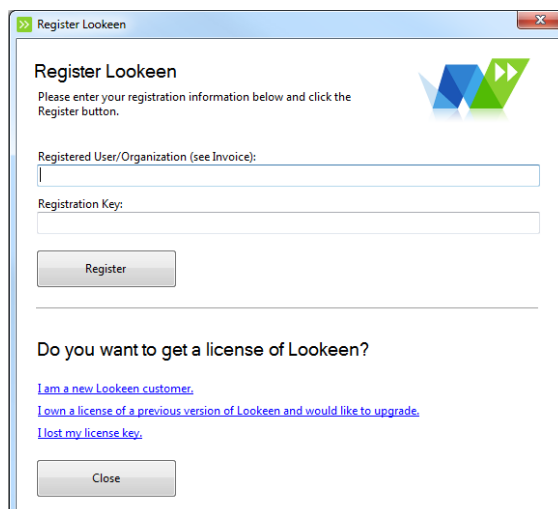 Register Lookeen
Register Lookeen
Please enter your registration information below and click the
Register button.
Registered User/Organization (see Invoice):
Registration Key:
Register
Do you want to get a license of Lookeen?
I am a new Lookeen customer.
I own a license of a previous version of Lookeen and would like to upgrade.
I lost my license key.
Close